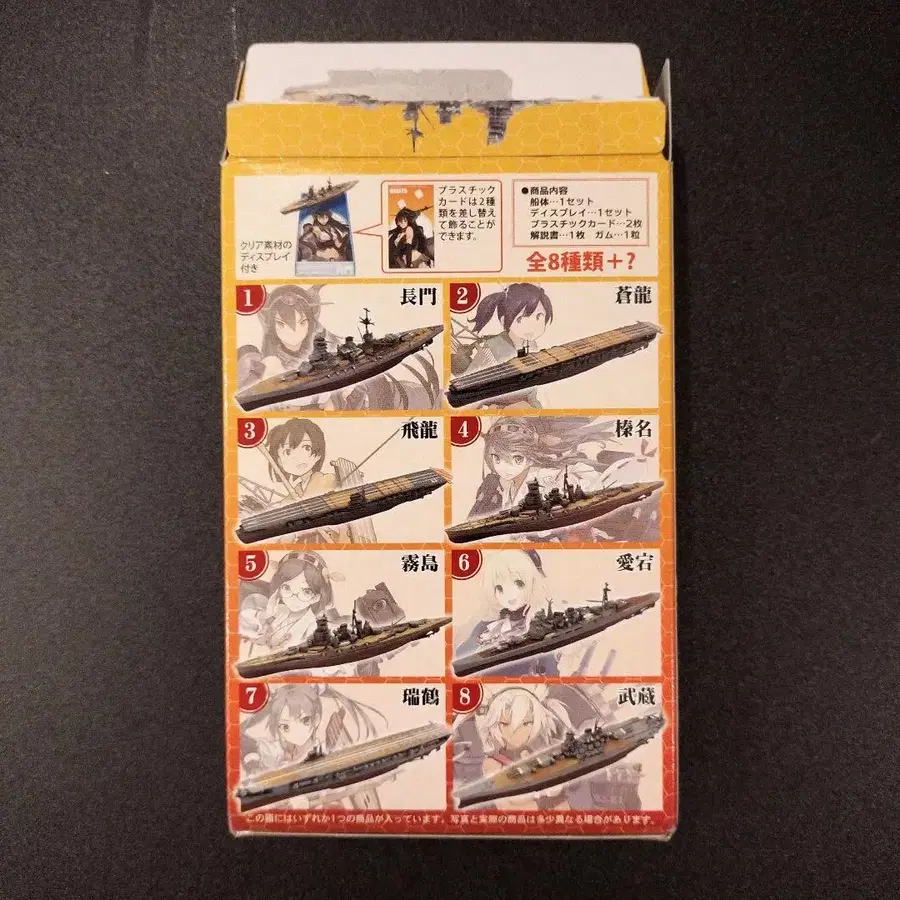 クリア素材の
ディスプレイ
付き
プラスチック
カードは2種
類を差し替え
て飾ることが
できます。
●商品内容
船体…1セット
ディスプレイ…1セット
プラスチックカード…2枚
解説書…1枚 ガム…1粒
全8種類＋?
1 長門
2 蒼龍
3 飛龍
4 榛名
5 霧島
6 愛宕
7 瑞鶴
8 武蔵
この箱にはいずれか1つの商品が入っています。写真と実際の商品は多少異なる場合があります。